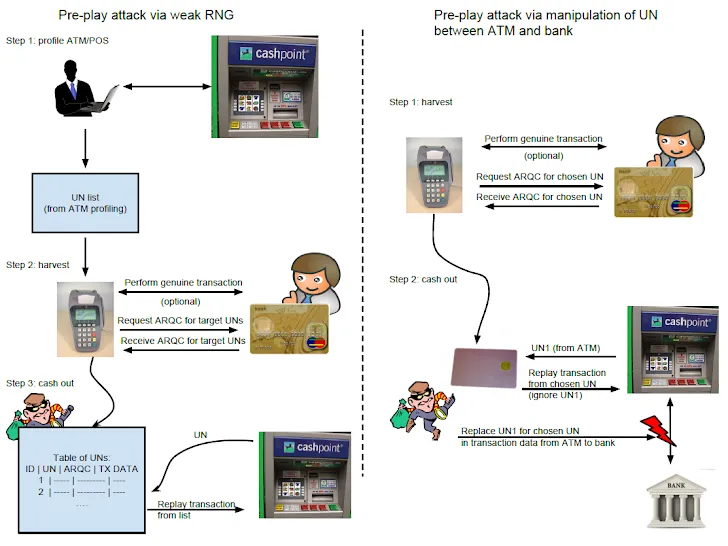 Pre-play attack via weak RNG
Step 1: profile ATM/POS
cashpoint
UN list
(from ATM profiling)
Step 2: harvest
Perform genuine transaction
(optional)
Request ARQC for target UNs
Receive ARQC for target UNs
Step 3: cash out
Table of UNs:
ID | UN | ARQC | TX DATA
1 | ----- | ---------- | ----
2 | ----- | ---------- | ----
....
UN
Replay transaction
from list
cashpoint
Pre-play attack via manipulation of UN
between ATM and bank
Step 1: harvest
Perform genuine transaction
(optional)
Request ARQC for chosen UN
Receive ARQC for chosen UN
Step 2: cash out
UN1 (from ATM)
Replay transaction
from chosen UN
(ignore UN1)
cashpoint
Replace UN1 for chosen UN
in transaction data from ATM to bank
BANK